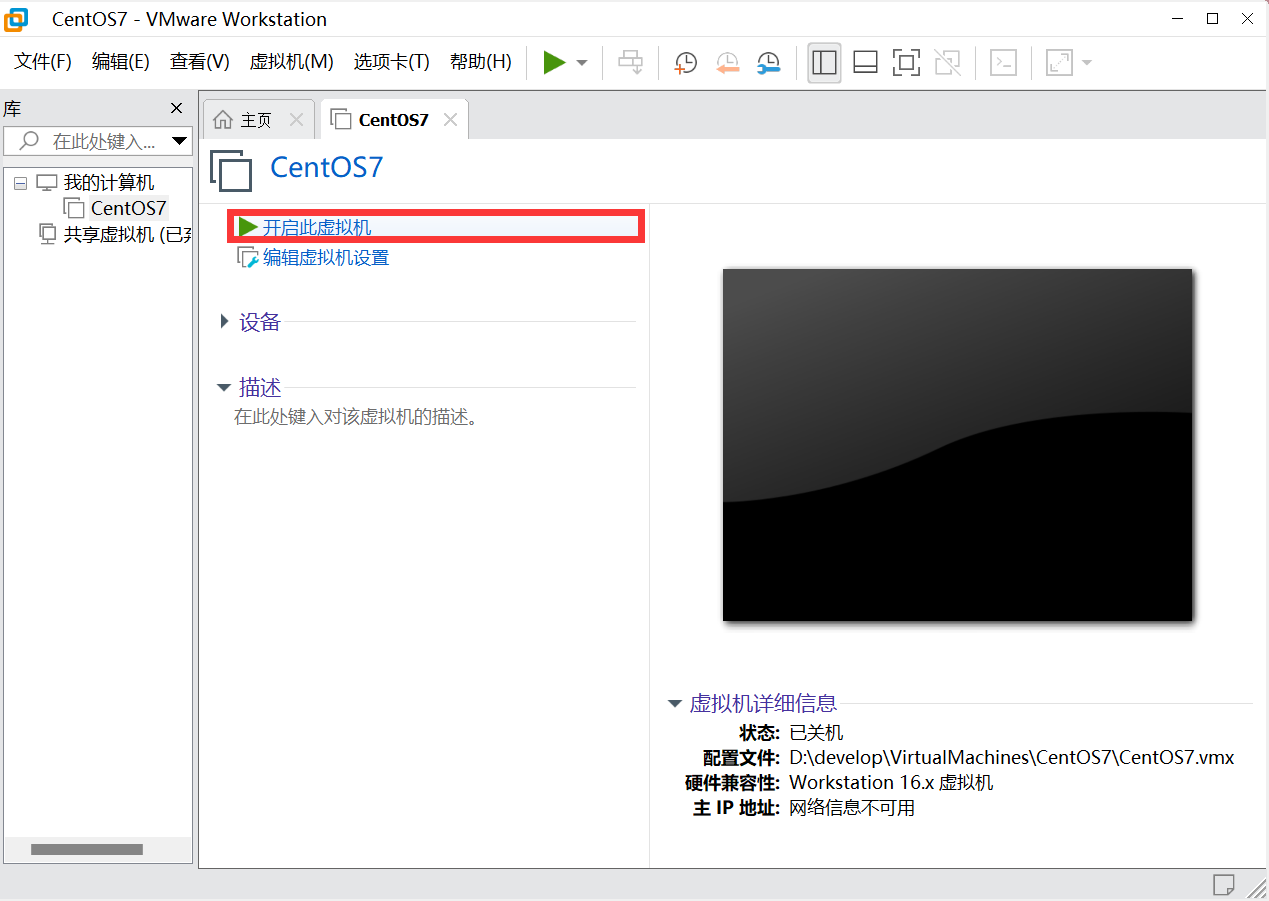 CentOS7 - VMware Workstation
文件(F) 编辑(E) 查看(V) 虚拟机(M) 选项卡(T) 帮助(H)
库
在此处键入...
我的计算机
CentOS7
共享虚拟机 (已
主页
CentOS7
CentOS7
开启此虚拟机
编辑虚拟机设置
设备
描述
在此处键入对该虚拟机的描述。
虚拟机详细信息
状态: 已关机
配置文件: D:\develop\VirtualMachines\CentOS7\CentOS7.vmx
硬件兼容性: Workstation 16.x 虚拟机
主 IP 地址: 网络信息不可用